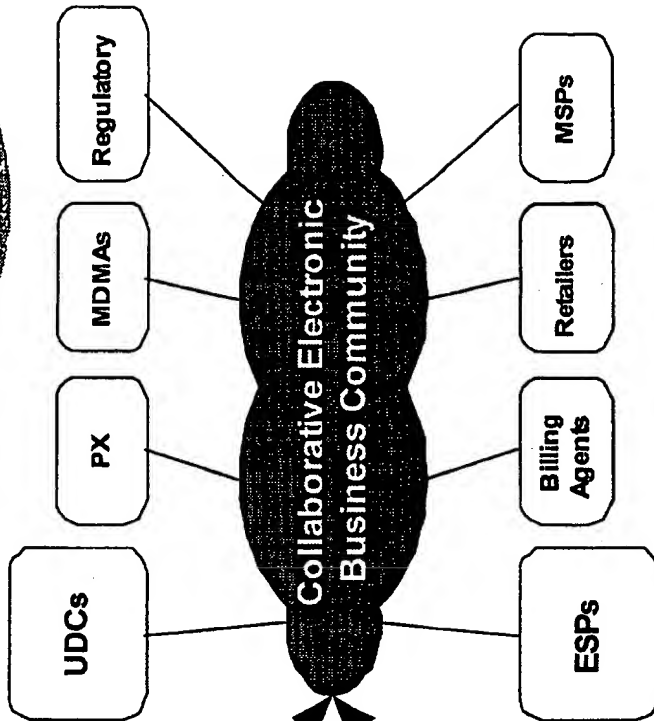 UDCs
PX
MDMAs
Regulatory
Collaborative Electronic
Business Community
ESPs
Billing
Agents
Retailers
MSPs